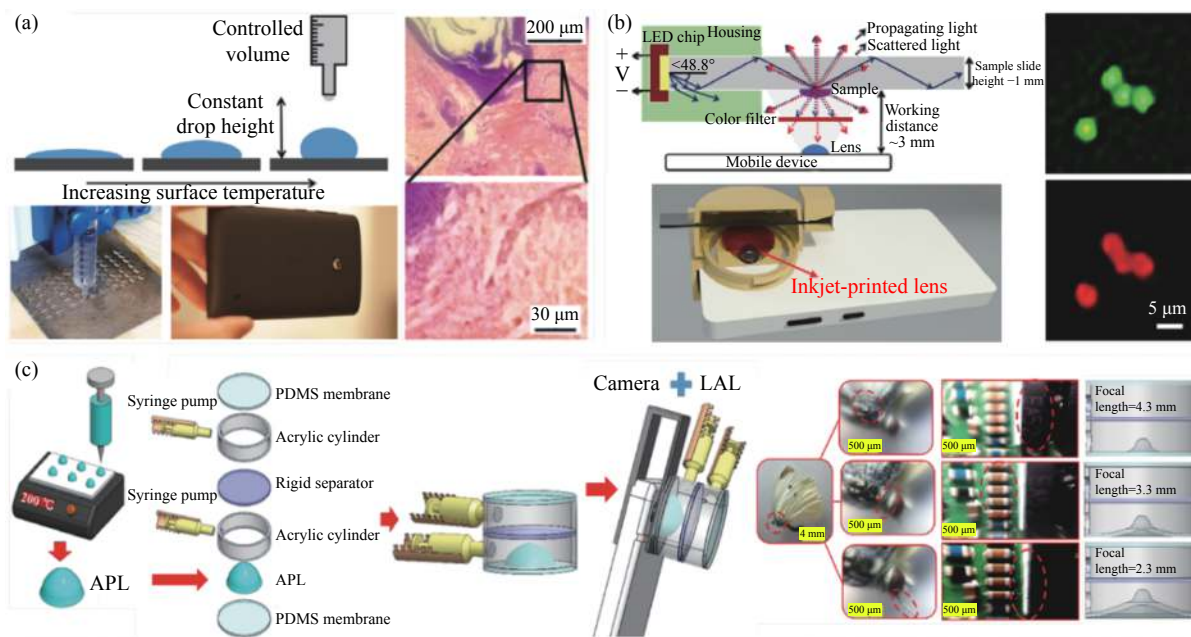 (a)
Controlled
volume
Constant
drop height
Increasing surface temperature
200 μm
30 μm
(b)
LED chip
Housing
Propagating light
Scattered light
+
V
−
<48.8°
Sample slide
height ~1 mm
Sample
Color filter
Working
distance
~3 mm
Lens
Mobile device
Inkjet-printed lens
5 μm
(c)
Syringe pump
PDMS membrane
Acrylic cylinder
Rigid separator
Syringe pump
Acrylic cylinder
200℃
APL
APL
PDMS membrane
Camera + LAL
4 mm
500 μm
500 μm
Focal
length=4.3 mm
500 μm
500 μm
Focal
length=3.3 mm
500 μm
500 μm
Focal
length=2.3 mm